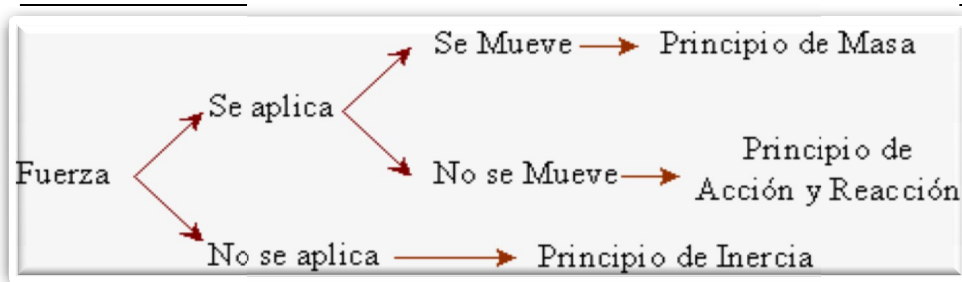 Se Mueve
Principio de Masa
Se aplica
Fuerza
No se Mueve
Principio de
Acción y Reacción
No se aplica
Principio de Inercia